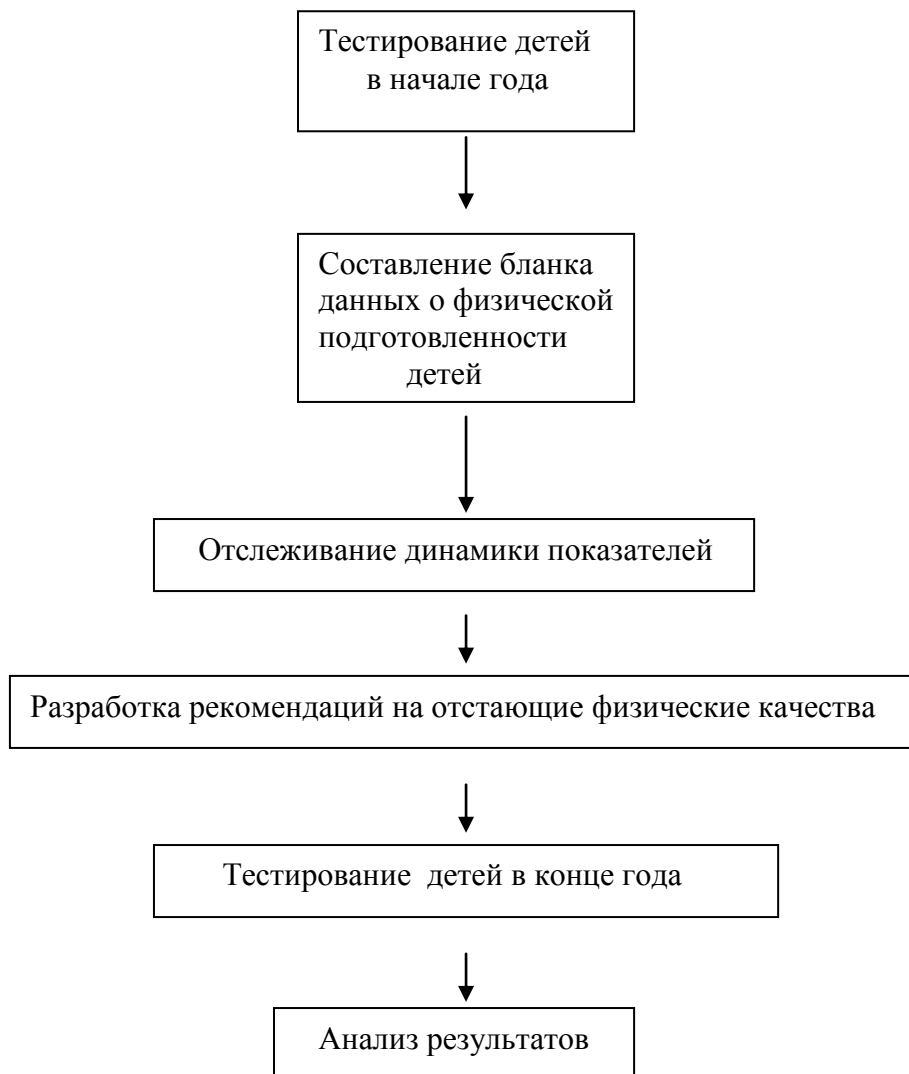 Тестирование детей
в начале года
Составление бланка
данных о физической
подготовленности
детей
Отслеживание динамики показателей
Разработка рекомендаций на отстающие физические качества
Тестирование детей в конце года
Анализ результатов